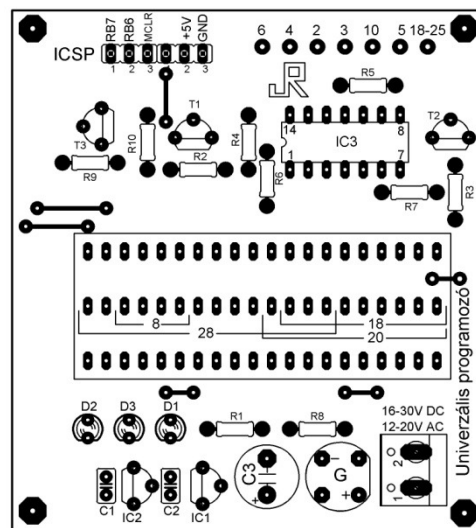 ICSP
RB7 RB6 MCLR +5V GND
1 2 3 1 2 3
6 4 2 3 10 5 18-25
JR
R5
T3
T1
T2
R10
R4
14 8
IC3
1 7
R9
R2
R6
R7
R3
8
18
28
20
Univerzális programozó
D2 D3 D1
R1
R8
16-30V DC
12-20V AC
C3
+
G
-
+
2
1
C1 IC2 C2 IC1